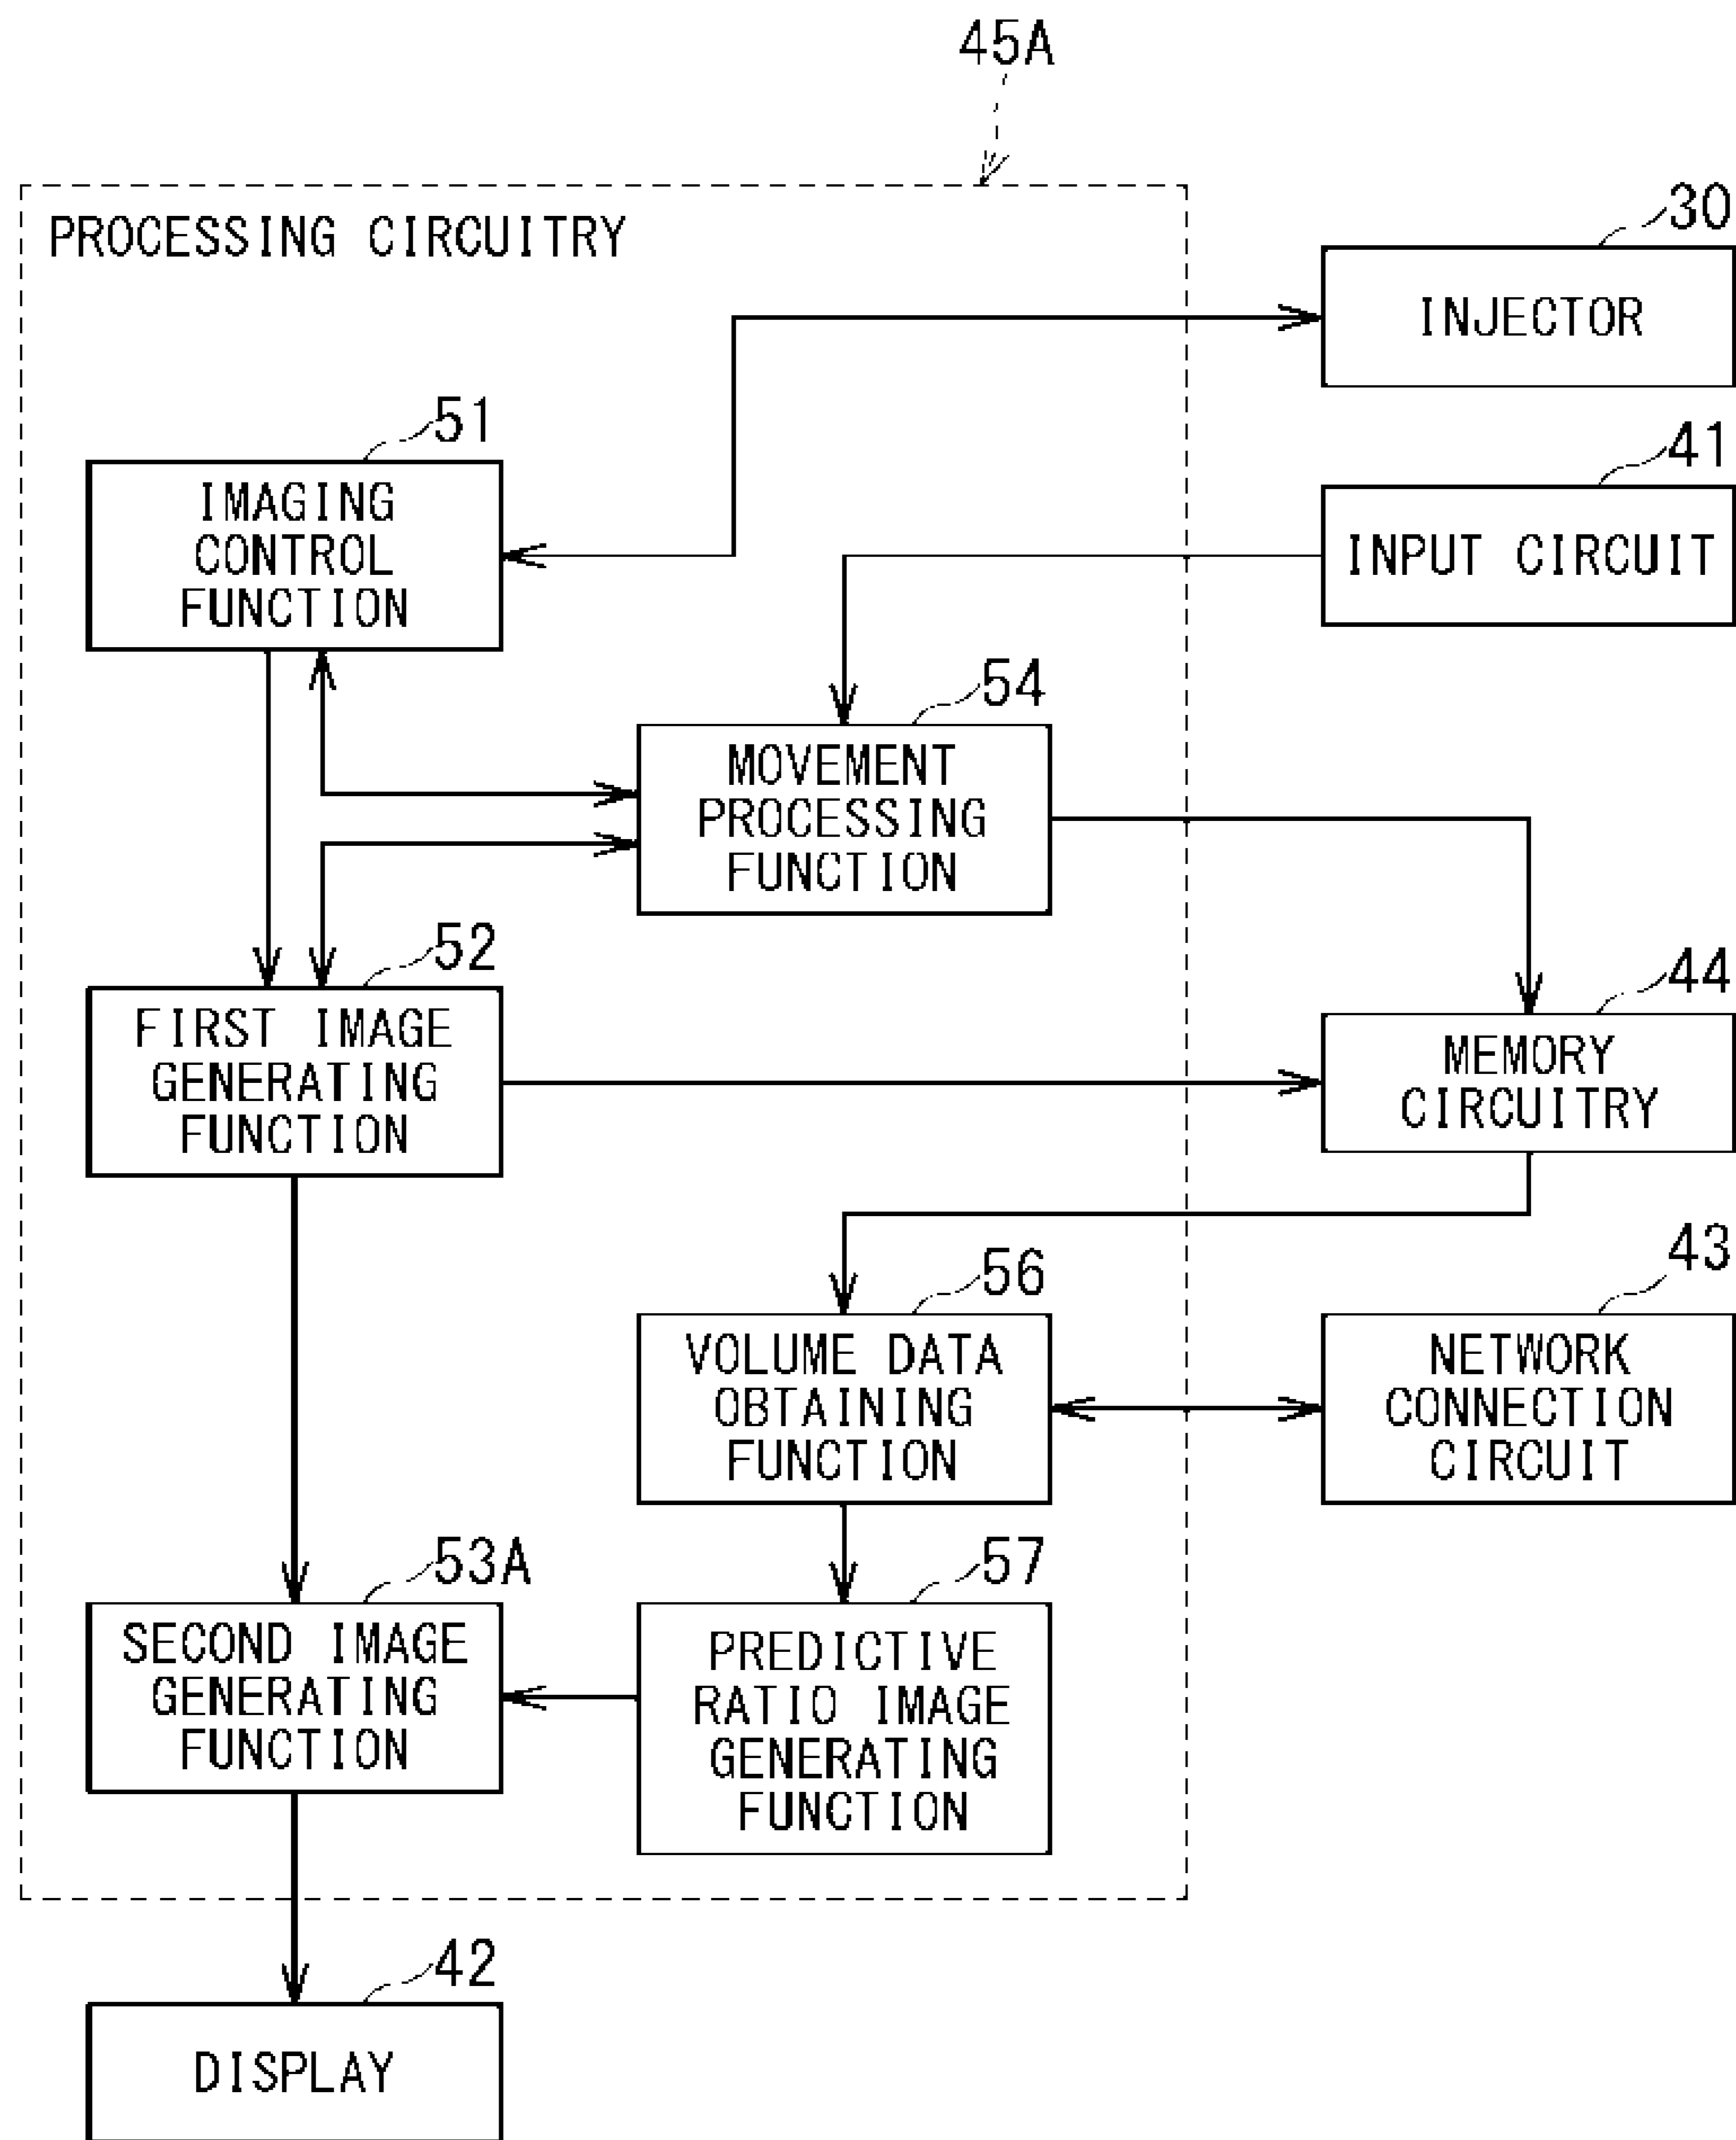 45A
PROCESSING CIRCUITRY
30
INJECTOR
51
IMAGING
CONTROL
FUNCTION
41
INPUT CIRCUIT
54
MOVEMENT
PROCESSING
FUNCTION
52
FIRST IMAGE
GENERATING
FUNCTION
44
MEMORY
CIRCUITRY
56
VOLUME DATA
OBTAINING
FUNCTION
43
NETWORK
CONNECTION
CIRCUIT
53A
SECOND IMAGE
GENERATING
FUNCTION
57
PREDICTIVE
RATIO IMAGE
GENERATING
FUNCTION
42
DISPLAY